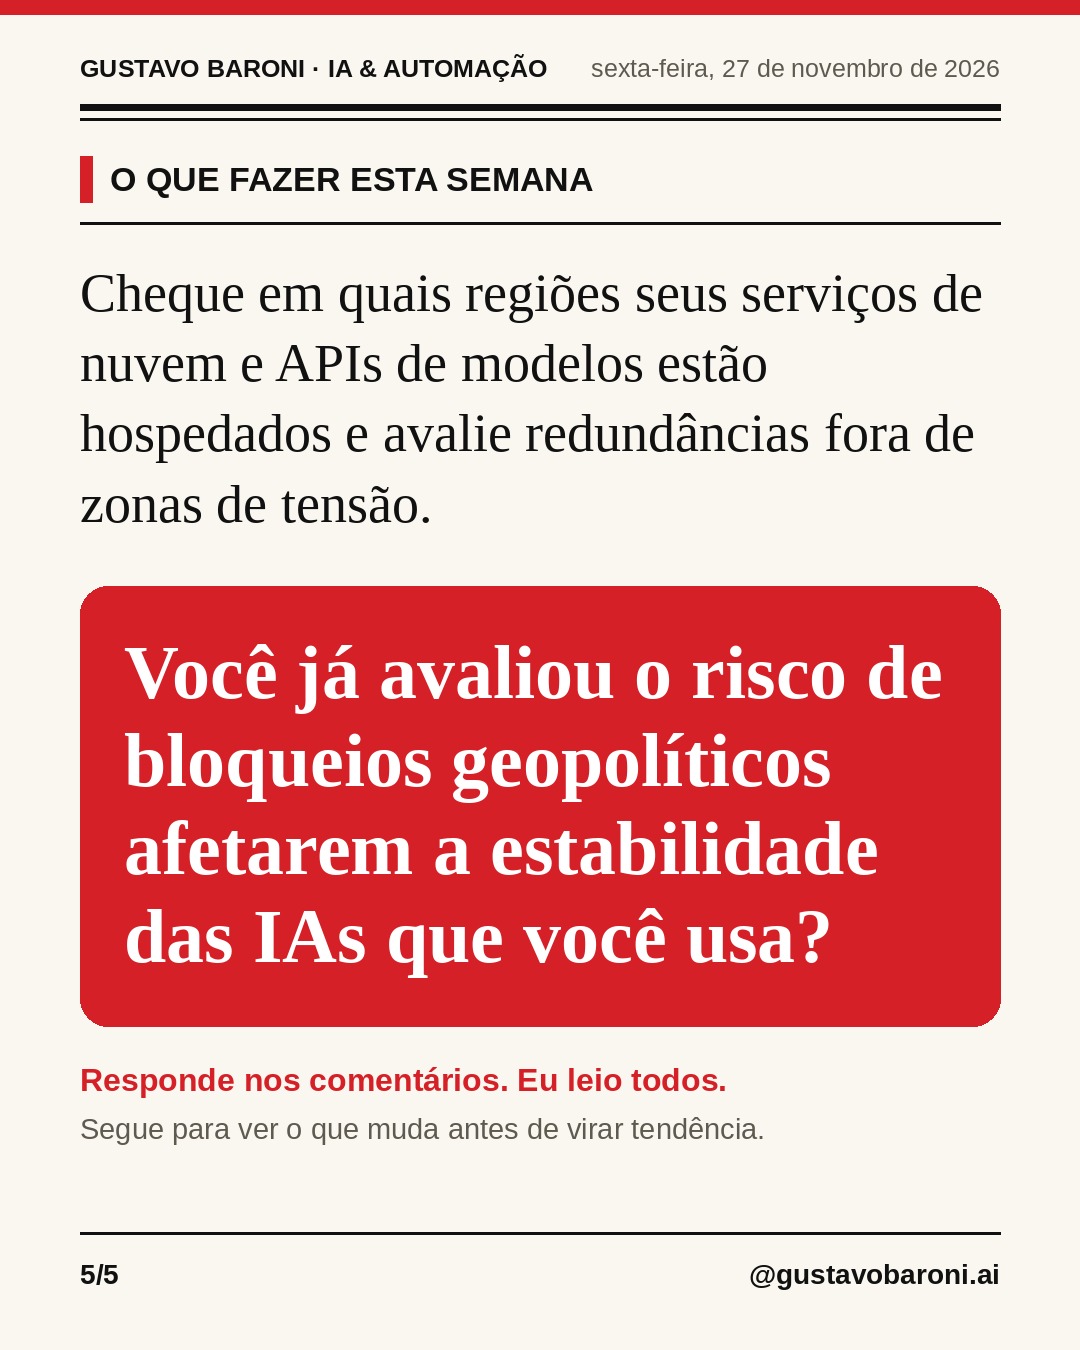 GUSTAVO BARONI · IA & AUTOMAÇÃO
sexta-feira, 27 de novembro de 2026
O QUE FAZER ESTA SEMANA
Cheque em quais regiões seus serviços de
nuvem e APIs de modelos estão
hospedados e avalie redundâncias fora de
zonas de tensão.
Você já avaliou o risco de
bloqueios geopolíticos
afetarem a estabilidade
das IAs que você usa?
Responde nos comentários. Eu leio todos.
Segue para ver o que muda antes de virar tendência.
5/5
@gustavobaroni.ai